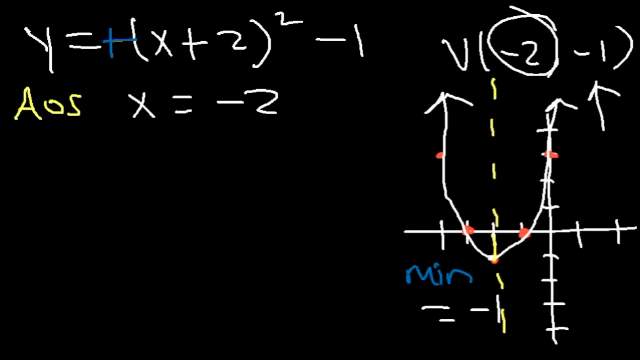 y = +(x + 2)² - 1
V(-2, -1)
AOS x = -2
min
= -1